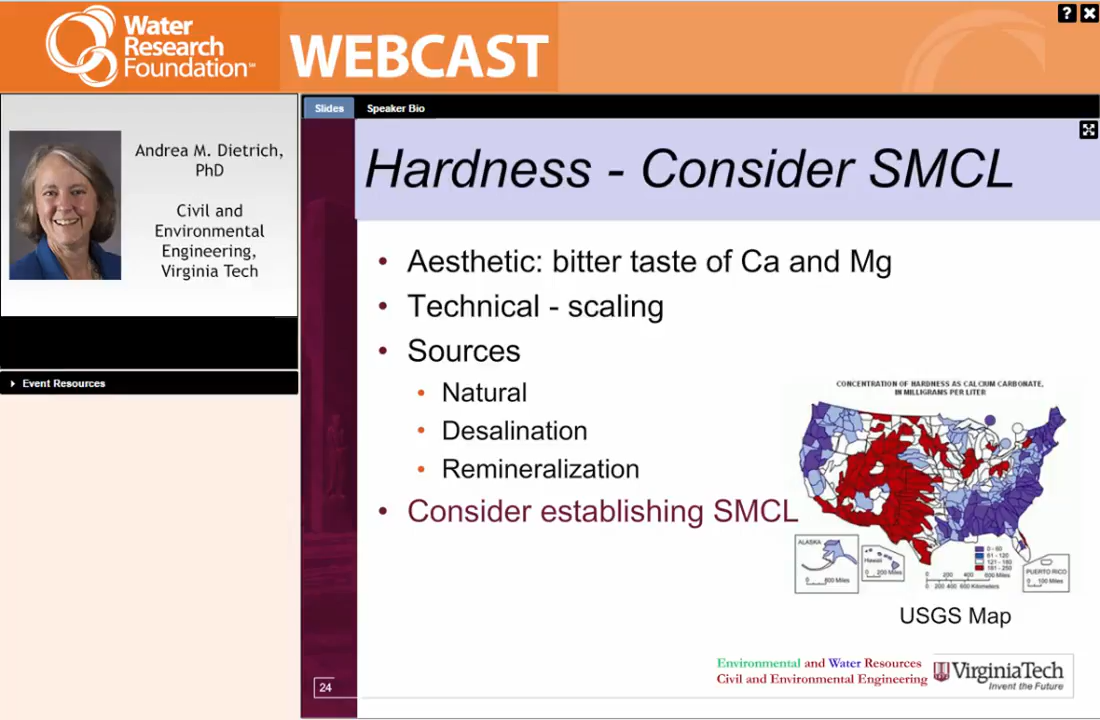 Water
Research
Foundation℠
WEBCAST
? 
Andrea M. Dietrich,
PhD
Civil and
Environmental
Engineering,
Virginia Tech
Event Resources
Slides
Speaker Bio
Hardness - Consider SMCL
• Aesthetic: bitter taste of Ca and Mg
• Technical - scaling
• Sources
• Natural
• Desalination
• Remineralization
• Consider establishing SMCL
CONCENTRATION OF HARDNESS AS CALCIUM CARBONATE,
IN MILLIGRAMS PER LITER
ALASKA
0 600 Miles
Hawaii
0 200 Miles
0 - 60
61 - 120
121 - 180
181 - 250
0 200 400 600 Miles
0 200 400 600 Kilometers
PUERTO RICO
0 100 Miles
USGS Map
Environmental and Water Resources
Civil and Environmental Engineering
VirginiaTech
Invent the Future
24